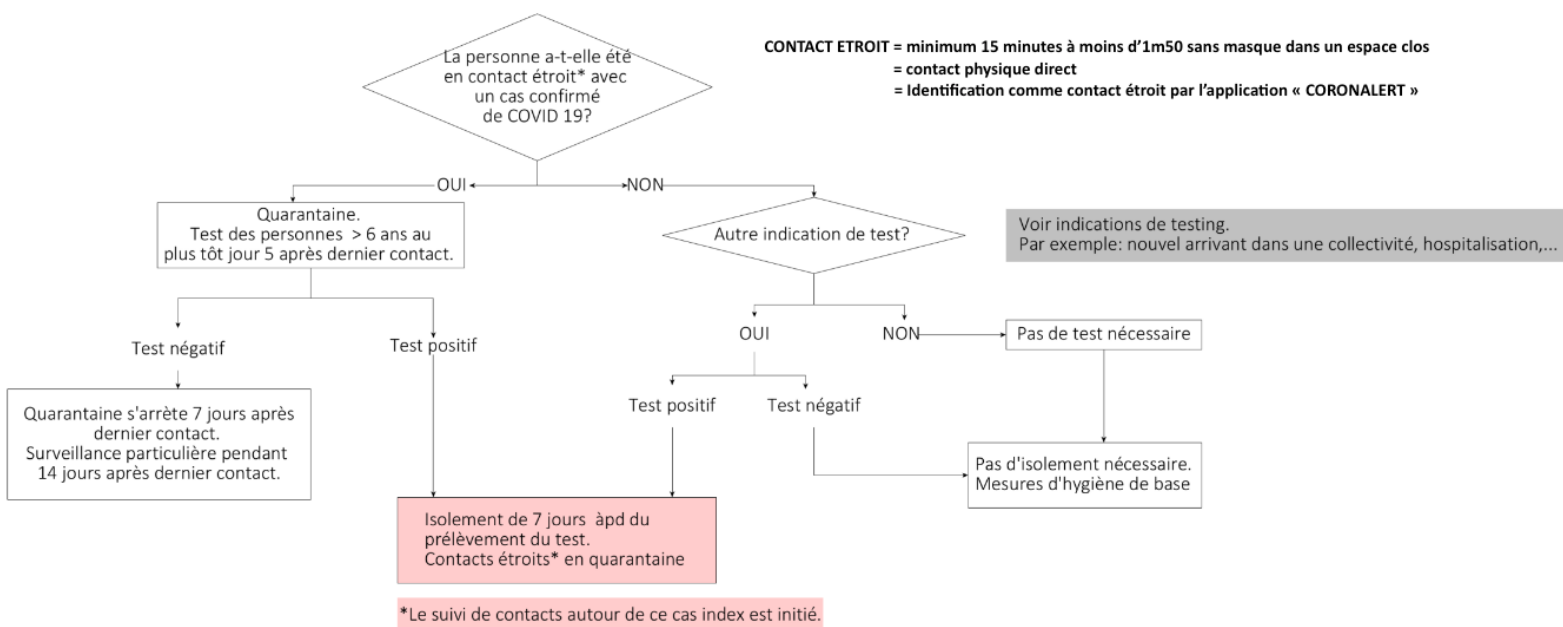 La personne a-t-elle été
en contact étroit* avec
un cas confirmé
de COVID 19?
CONTACT ETROIT = minimum 15 minutes à moins d'1m50 sans masque dans un espace clos
= contact physique direct
= Identification comme contact étroit par l'application « CORONALERT »
OUI
NON
Quarantaine.
Test des personnes > 6 ans au
plus tôt jour 5 après dernier contact.
Autre indication de test?
Voir indications de testing.
Par exemple: nouvel arrivant dans une collectivité, hospitalisation,...
Test négatif
Test positif
OUI
NON
Pas de test nécessaire
Quarantaine s'arrète 7 jours après
dernier contact.
Surveillance particulière pendant
14 jours après dernier contact.
Test positif
Test négatif
Pas d'isolement nécessaire.
Mesures d'hygiène de base
Isolement de 7 jours àpd du
prélèvement du test.
Contacts étroits* en quarantaine
*Le suivi de contacts autour de ce cas index est initié.